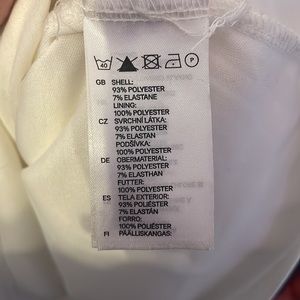 40 P
GB SHELL:
93% POLYESTER
7% ELASTANE
LINING:
100% POLYESTER
CZ SVRCHNÍ LÁTKA:
93% POLYESTER
7% ELASTAN
PODŠÍVKA:
100% POLYESTER
DE OBERMATERIAL:
93% POLYESTER
7% ELASTHAN
FUTTER:
100% POLYESTER
ES TELA EXTERIOR:
93% POLIÉSTER
7% ELASTÁN
FORRO:
100% POLIÉSTER
FI PÄÄLLIKANGAS: